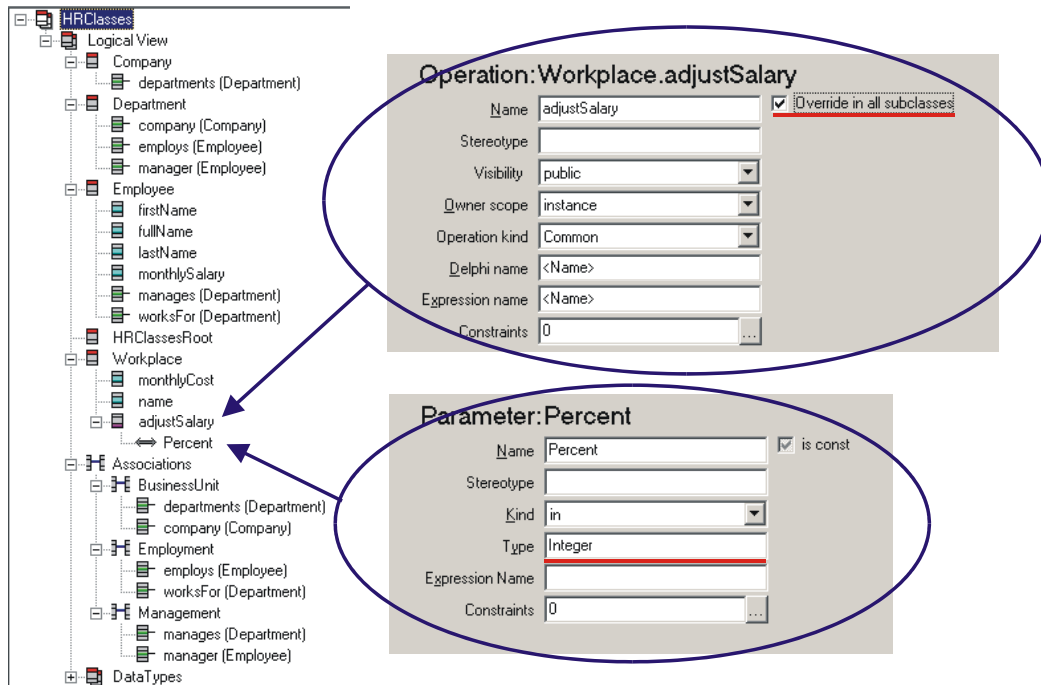 HRClasses
Logical View
Company
departments (Department)
Department
company (Company)
employs (Employee)
manager (Employee)
Employee
firstName
fullName
lastName
monthlySalary
manages (Department)
worksFor (Department)
HRClassesRoot
Workplace
monthlyCost
name
adjustSalary
Percent
Associations
BusinessUnit
departments (Department)
company (Company)
Employment
employs (Employee)
worksFor (Department)
Management
manages (Department)
manager (Employee)
DataTypes
Operation: Workplace.adjustSalary
Name adjustSalary Override in all subclasses
Stereotype
Visibility public
Owner scope instance
Operation kind Common
Delphi name <Name>
Expression name <Name>
Constraints 0 ...
Parameter: Percent
Name Percent is const
Stereotype
Kind in
Type Integer
Expression Name
Constraints 0 ...